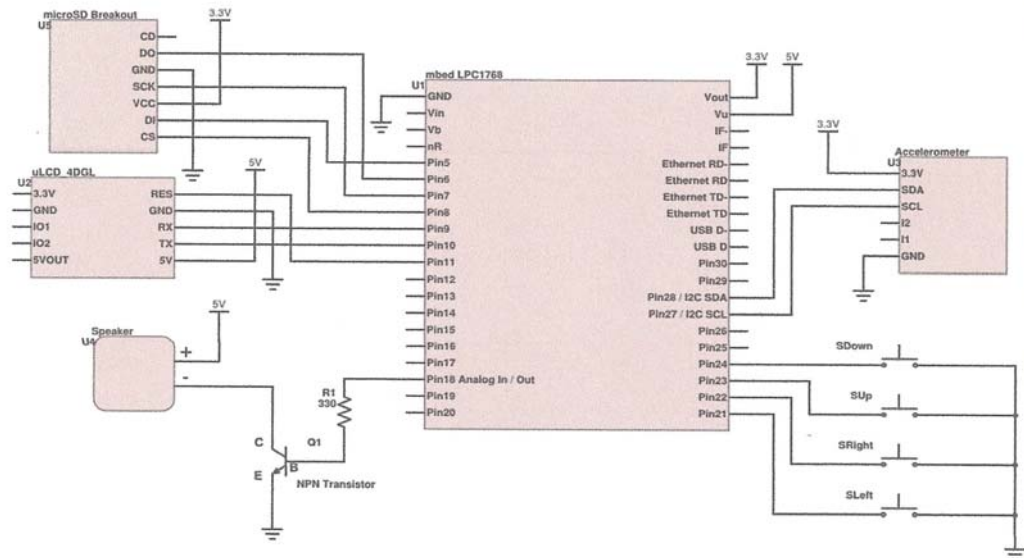 microSD Breakout
U5
3.3V
CD
DO
GND
SCK
VCC
DI
CS
uLCD_4DGL
U2
5V
3.3V
GND
IO1
IO2
5VOUT
RES
GND
RX
TX
5V
Speaker
U4
5V
+
-
R1
330
C
Q1
B
E
NPN Transistor
mbed LPC1768
U1
GND
Vin
Vb
nR
Pin5
Pin6
Pin7
Pin8
Pin9
Pin10
Pin11
Pin12
Pin13
Pin14
Pin15
Pin16
Pin17
Pin18 Analog In / Out
Pin19
Pin20
3.3V
5V
Vout
Vu
IF-
IF
Ethernet RD-
Ethernet RD
Ethernet TD-
Ethernet TD
USB D-
USB D
Pin30
Pin29
Pin28 / I2C SDA
Pin27 / I2C SCL
Pin26
Pin25
Pin24
Pin23
Pin22
Pin21
3.3V
Accelerometer
U3
3.3V
SDA
SCL
I2
I1
GND
SDown
SUp
SRight
SLeft